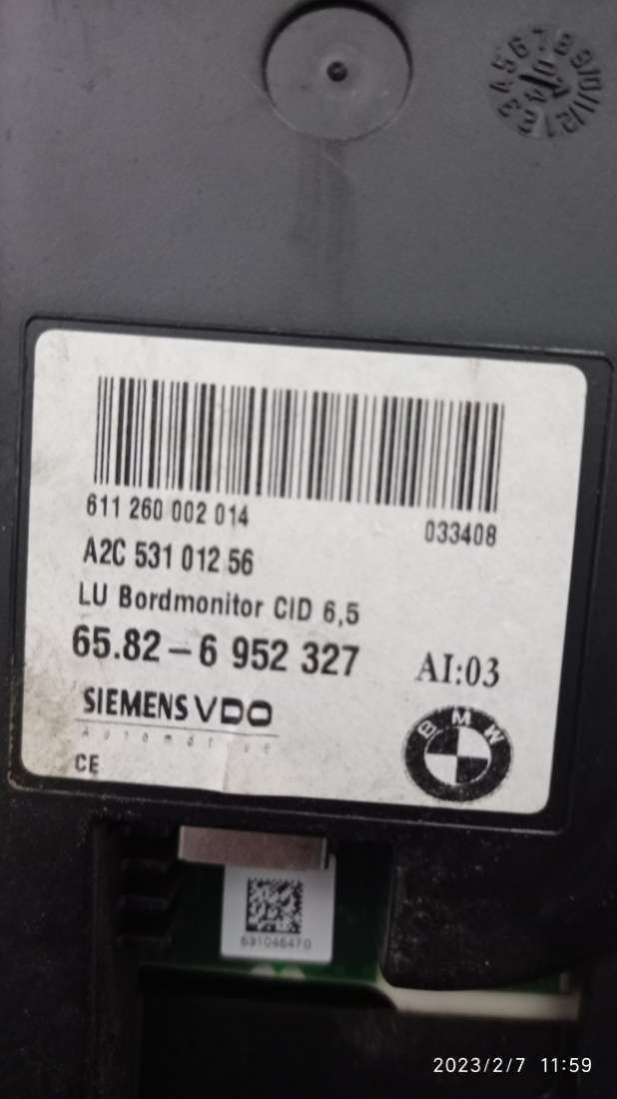 611 260 002 014
033408
A2C 531 012 56
LU Bordmonitor CID 6,5
65.82-6 952 327
AI:03
SIEMENS VDO
Automotive
BMW
CE
2023/2/7 11:59